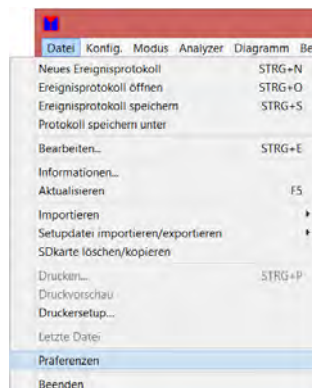 Datei Konfig. Modus Analyzer Diagramm Be
Neues Ereignisprotokoll STRG+N
Ereignisprotokoll öffnen STRG+O
Ereignisprotokoll speichern STRG+S
Protokoll speichern unter
Bearbeiten... STRG+E
Informationen...
Aktualisieren F5
Importieren
Setupdatei importieren/exportieren
SDkarte löschen/kopieren
Drucken... STRG+P
Druckvorschau
Druckersetup...
Letzte Datei
Präferenzen
Beenden